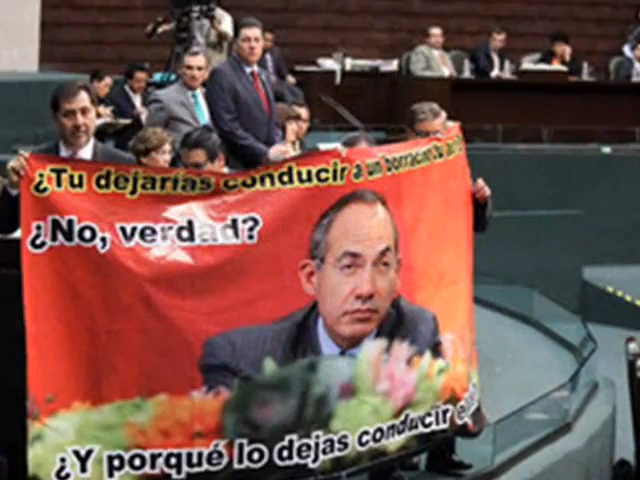 ¿Tu dejarías conducir a un borracho
¿No, verdad?
¿Y porqué lo dejas conducir